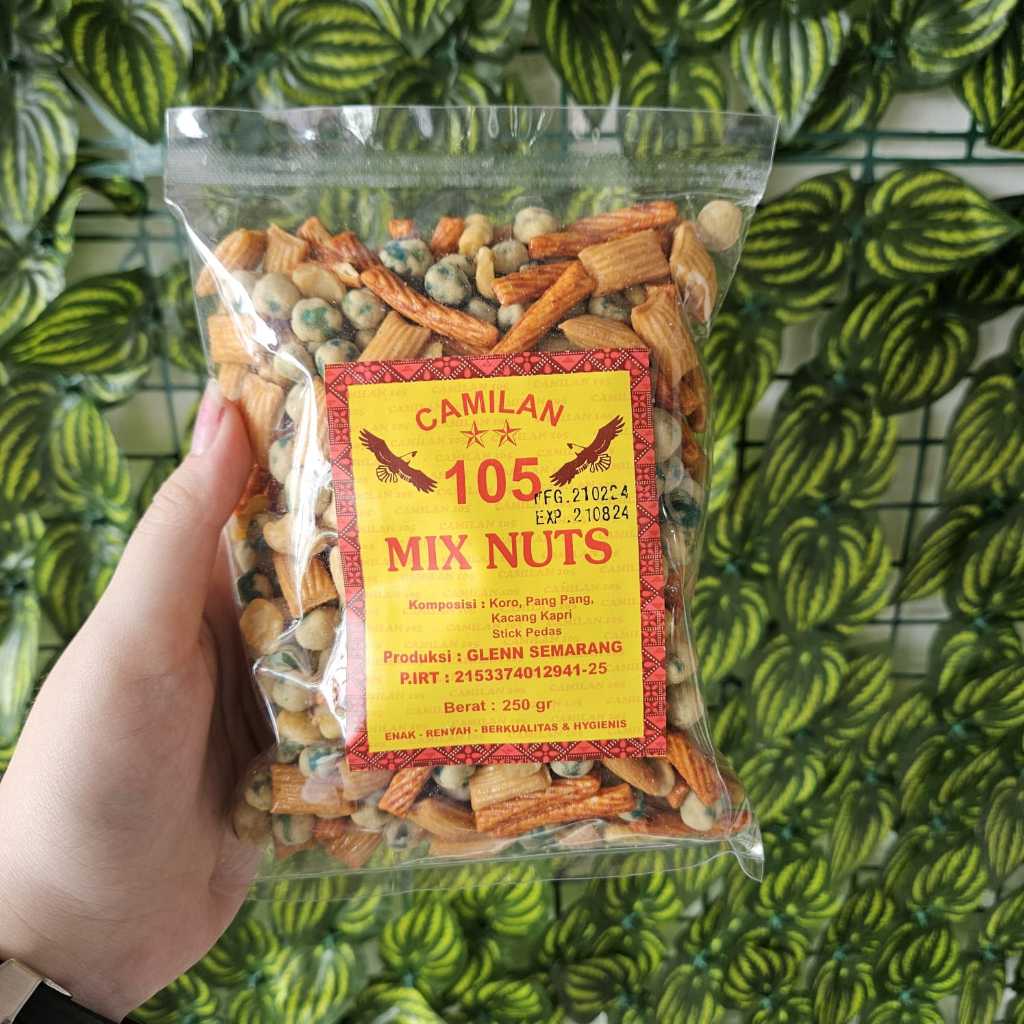 CAMILAN
105
MFG.210224
EXP.210824
MIX NUTS
Komposisi : Koro, Pang Pang,
Kacang Kapri
Stick Pedas
Produksi : GLENN SEMARANG
P.IRT : 2153374012941-25
Berat : 250 gr
ENAK - RENYAH - BERKUALITAS & HYGIENIS